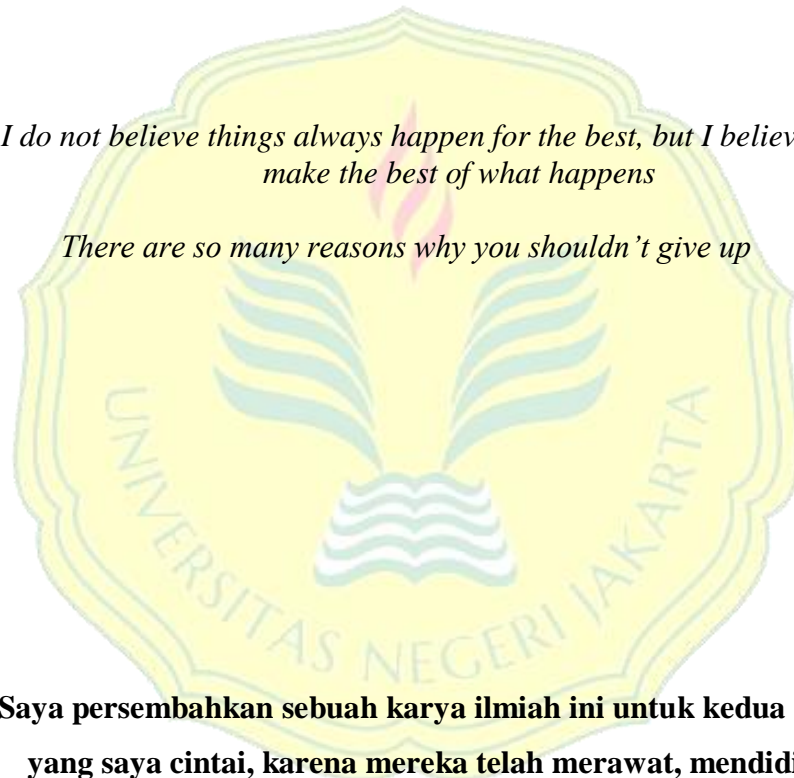 I do not believe things always happen for the best, but I believ
make the best of what happens
There are so many reasons why you shouldn’t give up
UNIVERSITAS NEGERI JAKARTA
Saya persembahkan sebuah karya ilmiah ini untuk kedua
yang saya cintai, karena mereka telah merawat, mendidi